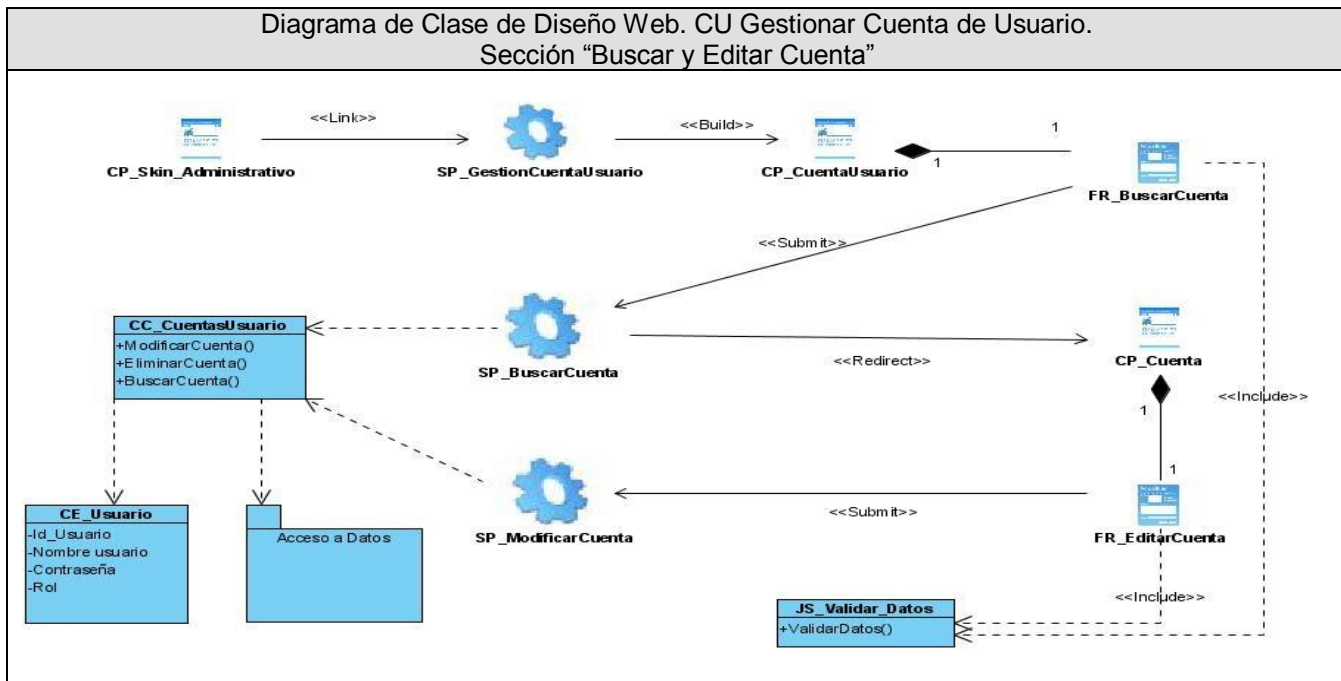 Diagrama de Clase de Diseño Web. CU Gestionar Cuenta de Usuario.
Sección “Buscar y Editar Cuenta”
<<Link>>
<<Build>>
1
1
CP_Skin_Administrativo
SP_GestionCuentaUsuario
CP_CuentaUsuario
FR_BuscarCuenta
<<Submit>>
CC_CuentasUsuario
+ModificarCuenta()
+EliminarCuenta()
+BuscarCuenta()
SP_BuscarCuenta
<<Redirect>>
CP_Cuenta
1
<<Include>>
1
CE_Usuario
-Id_Usuario
-Nombre usuario
-Contraseña
-Rol
Acceso a Datos
SP_ModificarCuenta
<<Submit>>
FR_EditarCuenta
<<Include>>
JS_Validar_Datos
+ValidarDatos()